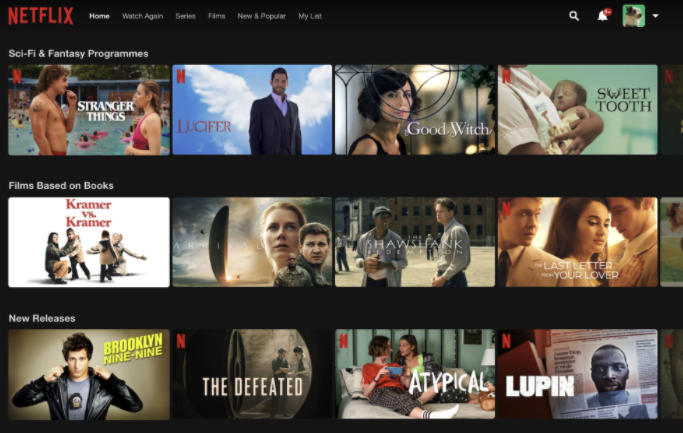 NETFLIX Home Watch Again Series Films New & Popular My List 9+
Sci-Fi & Fantasy Programmes
N
STRANGER
THINGS
LUCIFER
Good Witch
N
SWEET
TOOTH
Films Based on Books
Kramer
vs.
Kramer
ARRIVAL
THE
SHAWSHANK
REDEMPTION
N
THE LAST LETTER
FROM YOUR LOVER
New Releases
BROOKLYN
NINE-NINE
N
THE DEFEATED
N
ATYPICAL
N
LUPIN